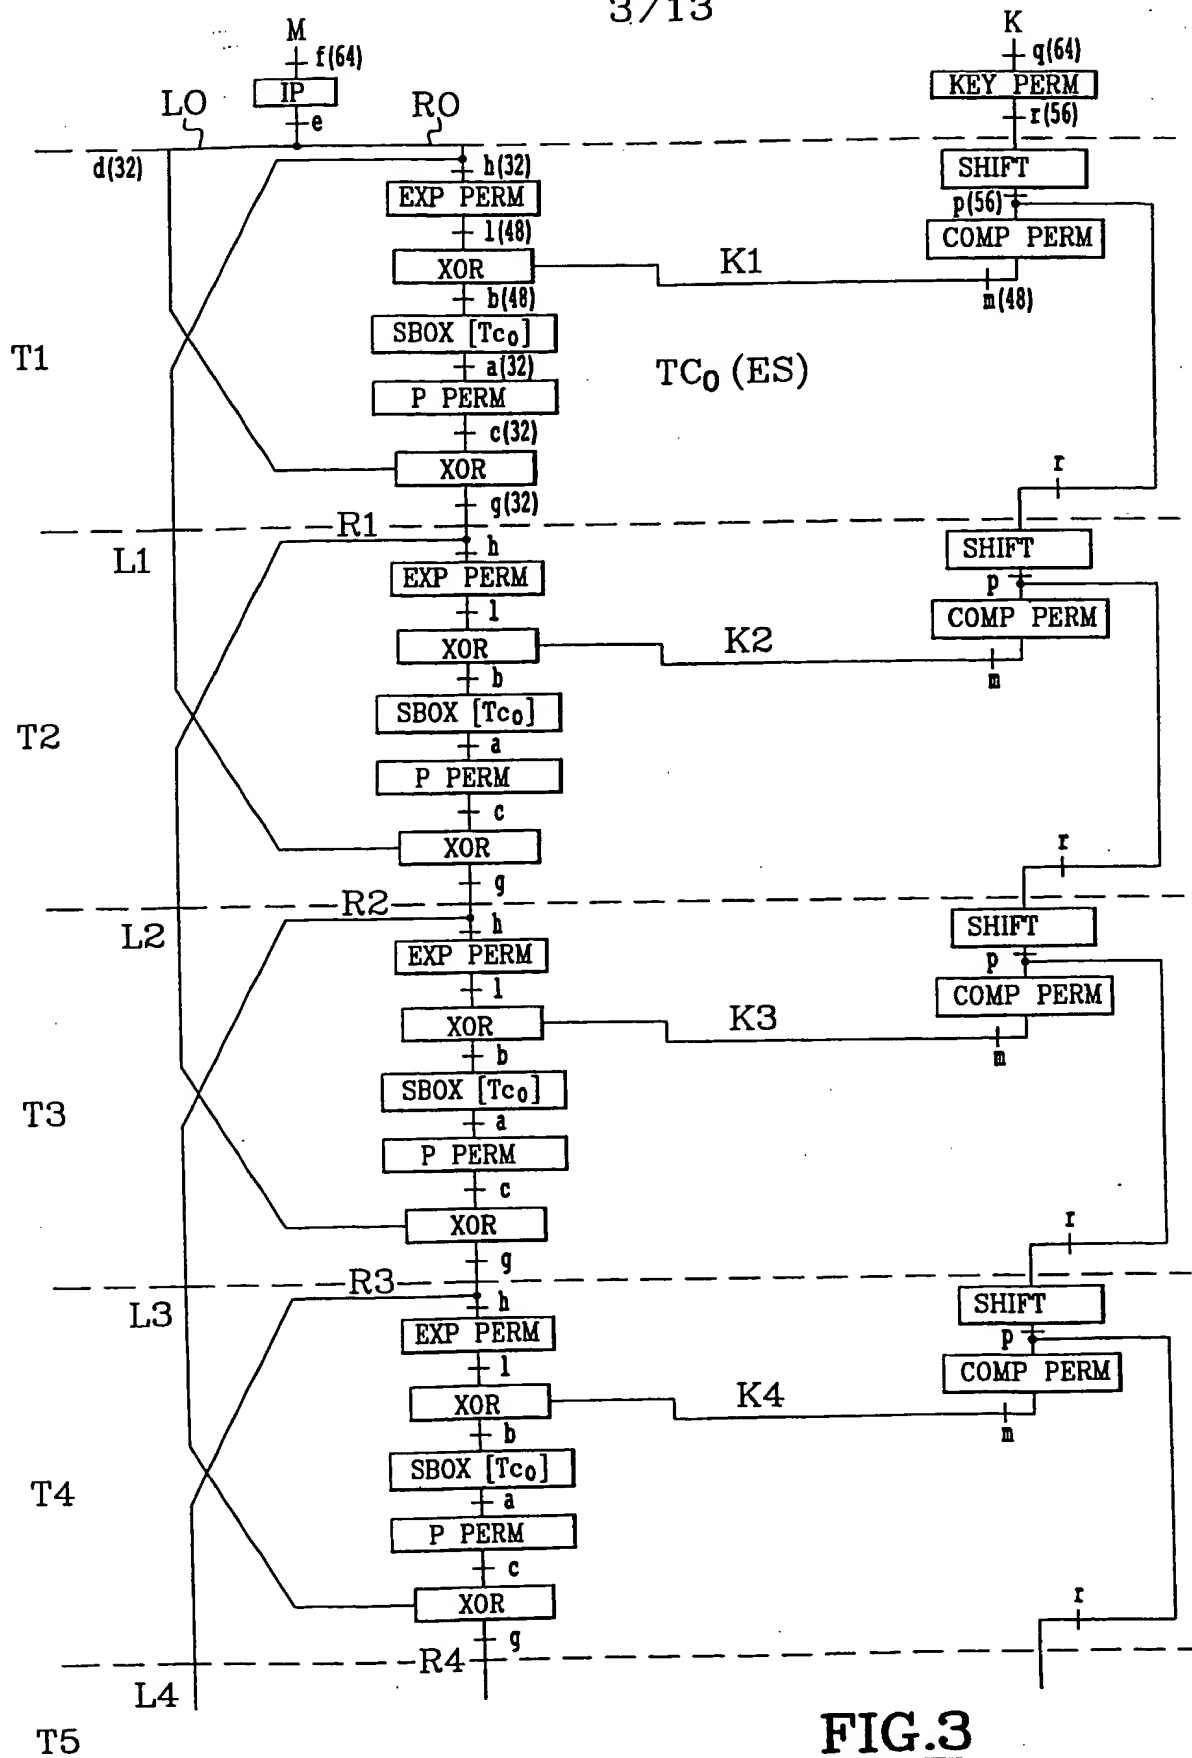 3/13
M K
f(64) q(64)
IP KEY PERM
LO e RO r(56)
d(32) h(32) SHIFT
EXP PERM p(56)
l(48) COMP PERM
XOR K1
b(48) m(48)
SBOX [Tc0]
T1 a(32) TC0 (ES)
P PERM
c(32)
XOR r
g(32)
R1
L1 h SHIFT
EXP PERM p
l COMP PERM
XOR K2
b m
SBOX [Tc0]
T2 a
P PERM
c
XOR r
g
R2
L2 h SHIFT
EXP PERM p
l COMP PERM
XOR K3
b m
SBOX [Tc0]
T3 a
P PERM
c
XOR r
g
R3
L3 h SHIFT
EXP PERM p
l COMP PERM
XOR K4
b m
SBOX [Tc0]
T4 a
P PERM
c
XOR r
g
R4
L4
T5 FIG.3